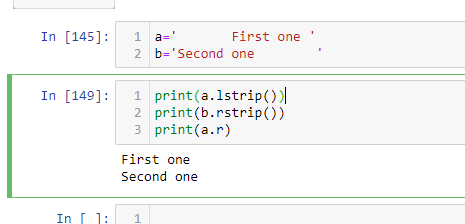 In [145]:
1 a='       First one '
2 b='Second one        '
In [149]:
1 print(a.lstrip())
2 print(b.rstrip())
3 print(a.r)
First one
Second one
In [ ]:
1